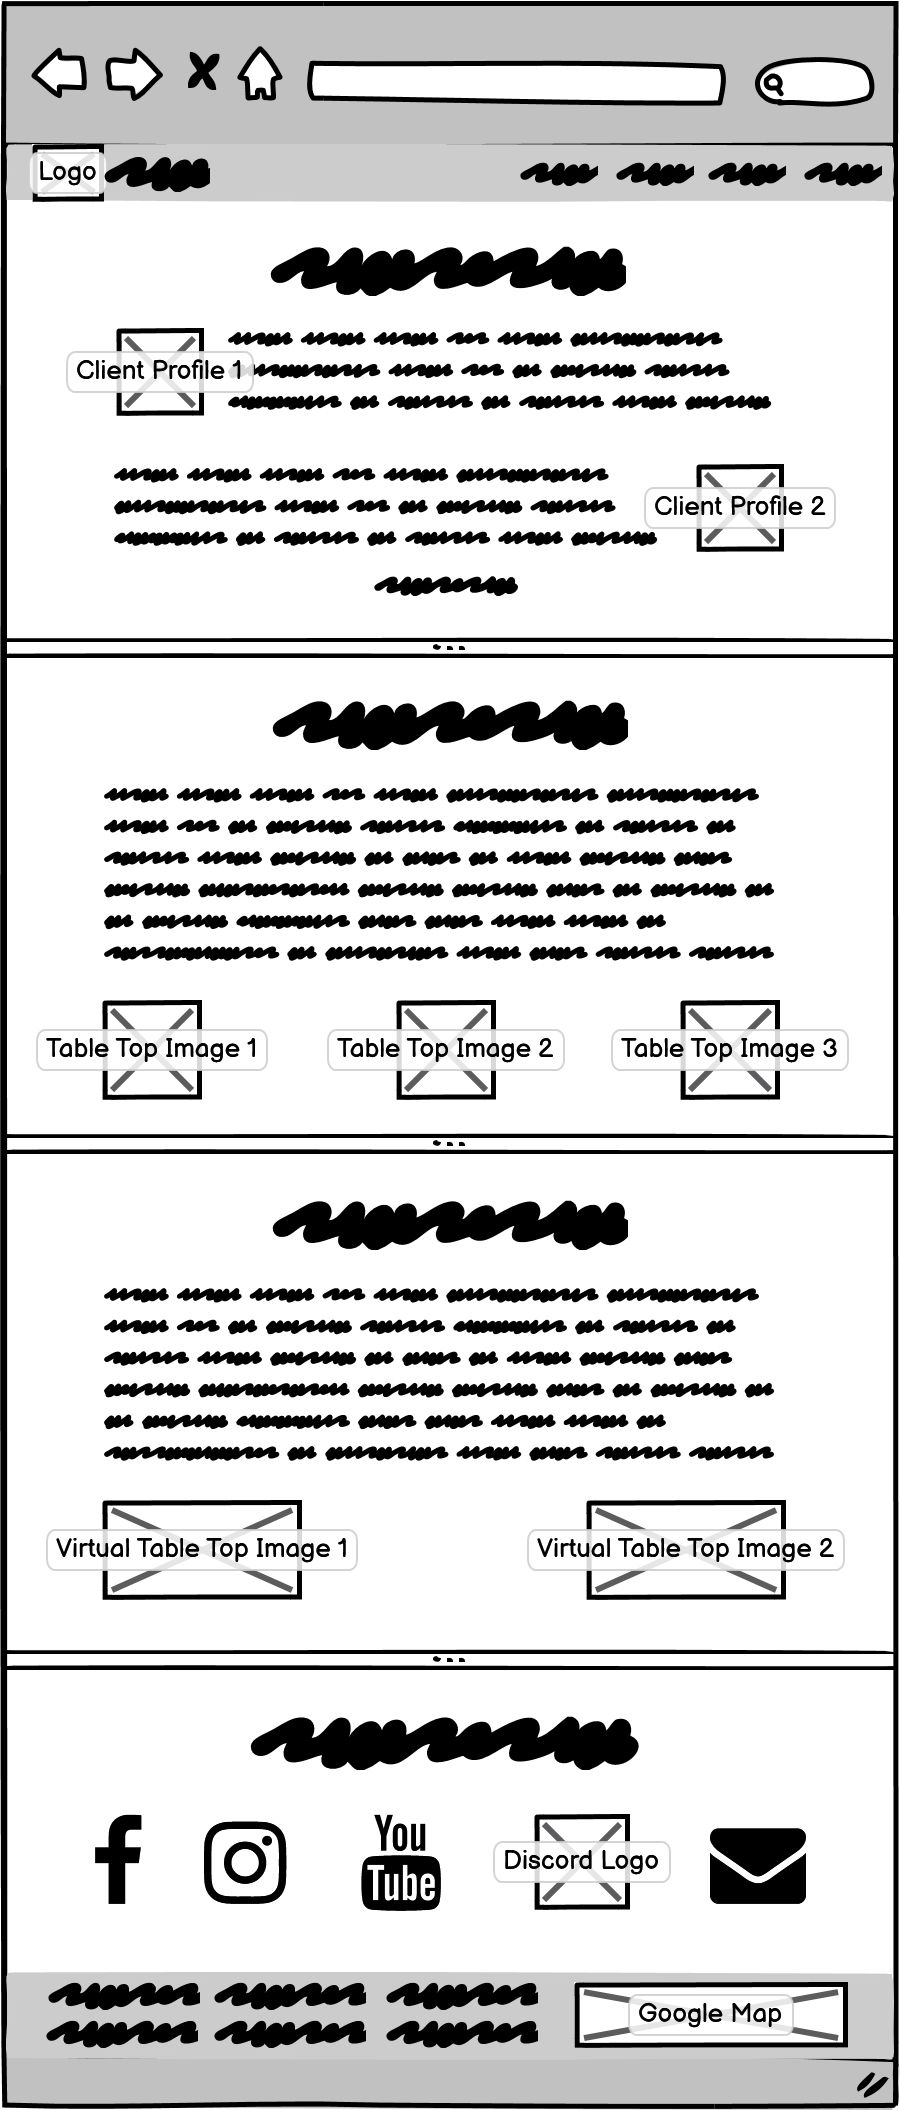 Logo
Client Profile 1
Client Profile 2
Table Top Image 1
Table Top Image 2
Table Top Image 3
Virtual Table Top Image 1
Virtual Table Top Image 2
You
Tube
Discord Logo
Google Map